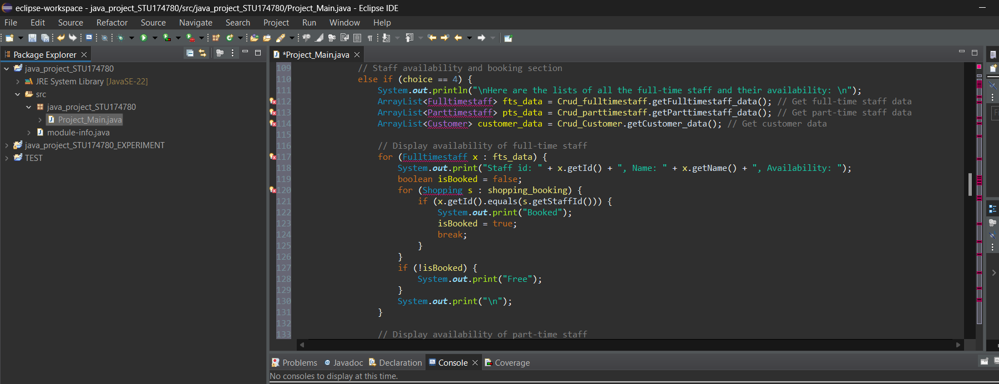 eclipse-workspace - java_project_STU174780/src/java_project_STU174780/Project_Main.java - Eclipse IDE
File Edit Source Refactor Source Navigate Search Project Run Window Help
Package Explorer
*Project_Main.java
java_project_STU174780
JRE System Library [JavaSE-22]
src
java_project_STU174780
Project_Main.java
module-info.java
java_project_STU174780_EXPERIMENT
TEST
109 // Staff availability and booking section
110 else if (choice == 4) {
111 System.out.println("\nHere are the lists of all the full-time staff and their availability: \n");
112 ArrayList<Fulltimestaff> fts_data = Crud_fulltimestaff.getFulltimestaff_data(); // Get full-time staff data
113 ArrayList<Parttimestaff> pts_data = Crud_parttimestaff.getParttimestaff_data(); // Get part-time staff data
114 ArrayList<Customer> customer_data = Crud_Customer.getCustomer_data(); // Get customer data
115
116 // Display availability of full-time staff
117 for (Fulltimestaff x : fts_data) {
118 System.out.print("Staff id: " + x.getId() + ", Name: " + x.getName() + ", Availability: ");
119 boolean isBooked = false;
120 for (Shopping s : shopping_booking) {
121 if (x.getId().equals(s.getStaffId())) {
122 System.out.print("Booked");
123 isBooked = true;
124 break;
125 }
126 }
127 if (!isBooked) {
128 System.out.print("Free");
129 }
130 System.out.print("\n");
131 }
132
133 // Display availability of part-time staff
Problems Javadoc Declaration Console Coverage
No consoles to display at this time.